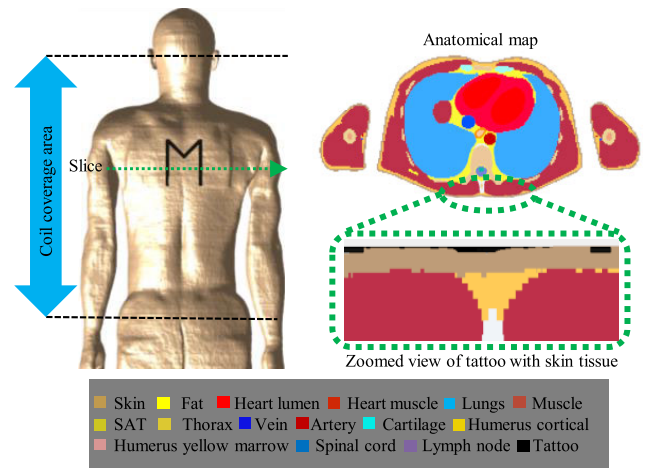 Anatomical map
Coil coverage area
Slice
M
Zoomed view of tattoo with skin tissue
Skin Fat Heart lumen Heart muscle Lungs Muscle
SAT Thorax Vein Artery Cartilage Humerus cortical
Humerus yellow marrow Spinal cord Lymph node Tattoo